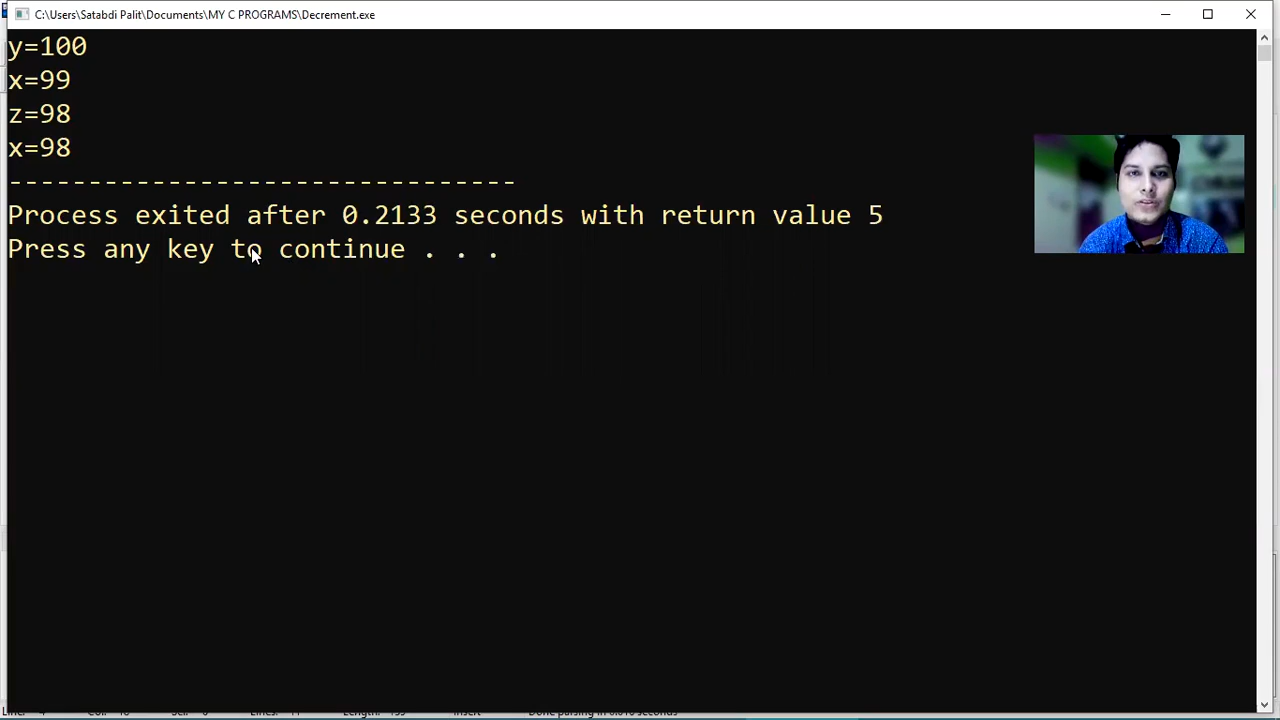 C:\Users\Satabdi Palit\Documents\MY C PROGRAMS\Decrement.exe
y=100
x=99
z=98
x=98
--------------------------------
Process exited after 0.2133 seconds with return value 5
Press any key to continue . . .